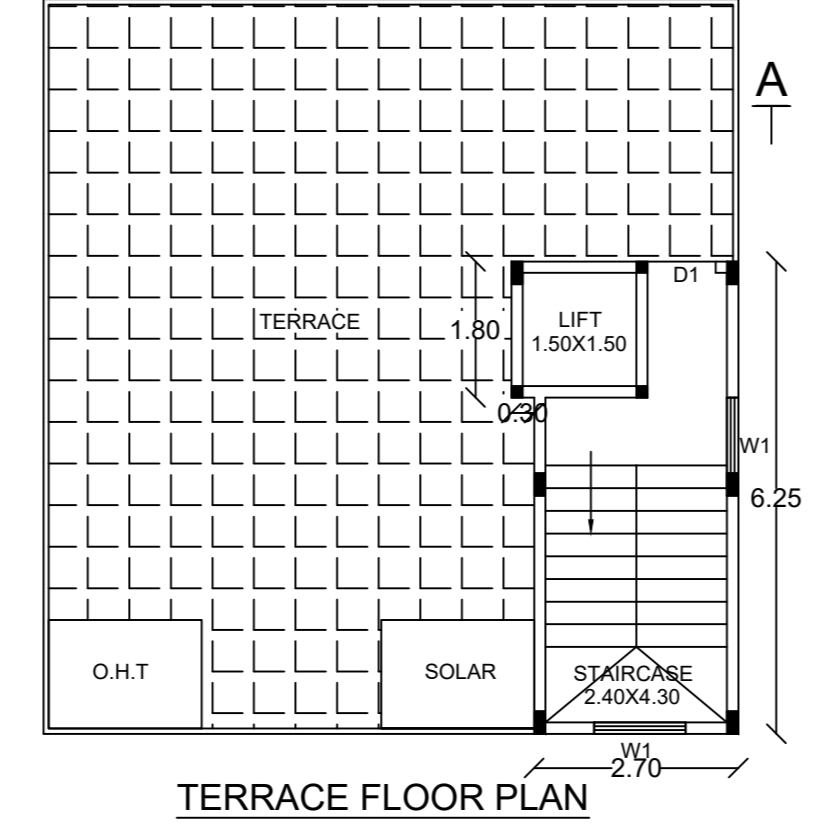 A
D1
TERRACE
1.80
LIFT
1.50X1.50
0.30
W1
6.25
O.H.T
SOLAR
STAIRCASE
2.40X4.30
W1
2.70
TERRACE FLOOR PLAN